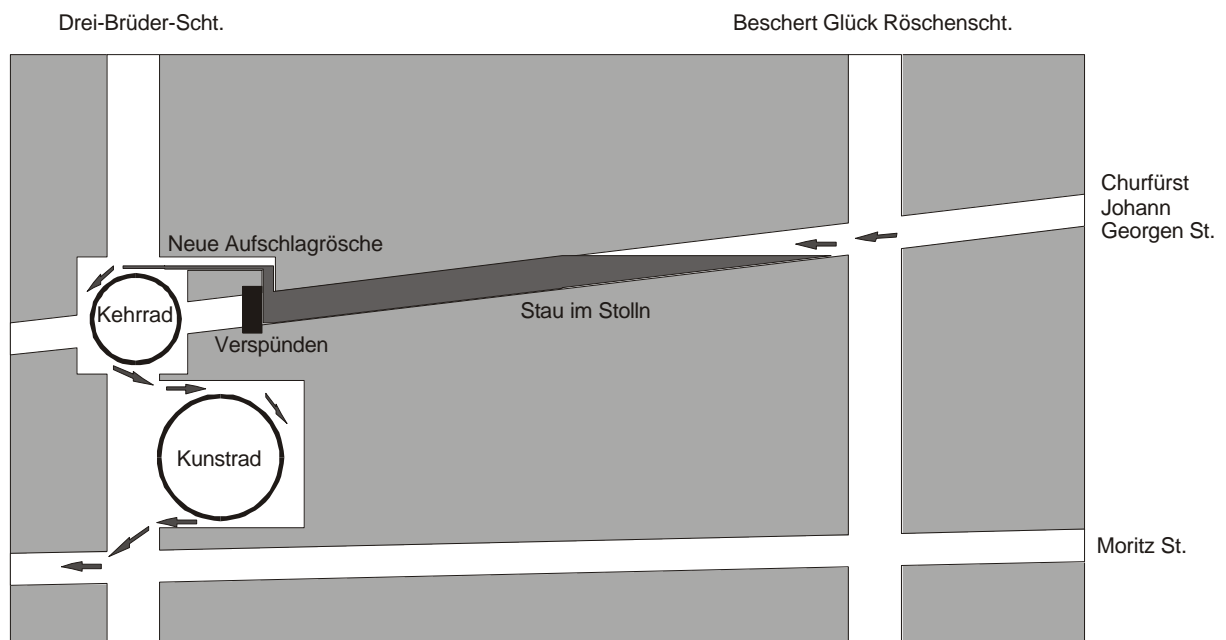 Drei-Brüder-Scht.
Beschert Glück Röschenscht.
Churfürst
Johann
Georgen St.
Neue Aufschlagrösche
Kehrrad
Stau im Stolln
Verspünden
Kunstrad
Moritz St.